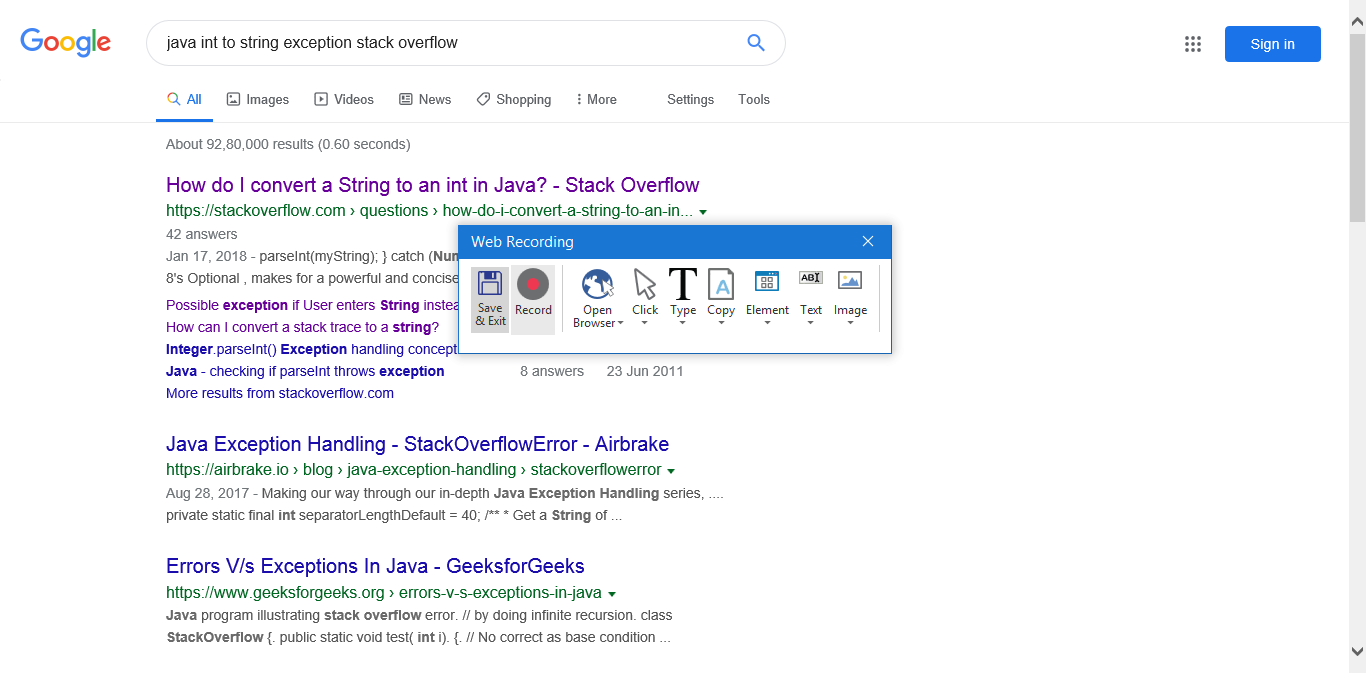 Google
java int to string exception stack overflow
Sign in
All Images Videos News Shopping More Settings Tools
About 92,80,000 results (0.60 seconds)
How do I convert a String to an int in Java? - Stack Overflow
https://stackoverflow.com › questions › how-do-i-convert-a-string-to-an-in...
42 answers
Jan 17, 2018 - parseInt(myString); } catch (Num
8's Optional , makes for a powerful and concise
Possible exception if User enters String instea
How can I convert a stack trace to a string?
Integer.parseInt() Exception handling concept
Java - checking if parseInt throws exception 8 answers 23 Jun 2011
More results from stackoverflow.com
Web Recording
Save & Exit
Record
Open Browser
Click
Type
Copy
Element
ABI
Text
Image
Java Exception Handling - StackOverflowError - Airbrake
https://airbrake.io › blog › java-exception-handling › stackoverflowerror
Aug 28, 2017 - Making our way through our in-depth Java Exception Handling series, ....
private static final int separatorLengthDefault = 40; /** * Get a String of ...
Errors V/s Exceptions In Java - GeeksforGeeks
https://www.geeksforgeeks.org › errors-v-s-exceptions-in-java
Java program illustrating stack overflow error. // by doing infinite recursion. class
StackOverflow {. public static void test( int i). {. // No correct as base condition ...